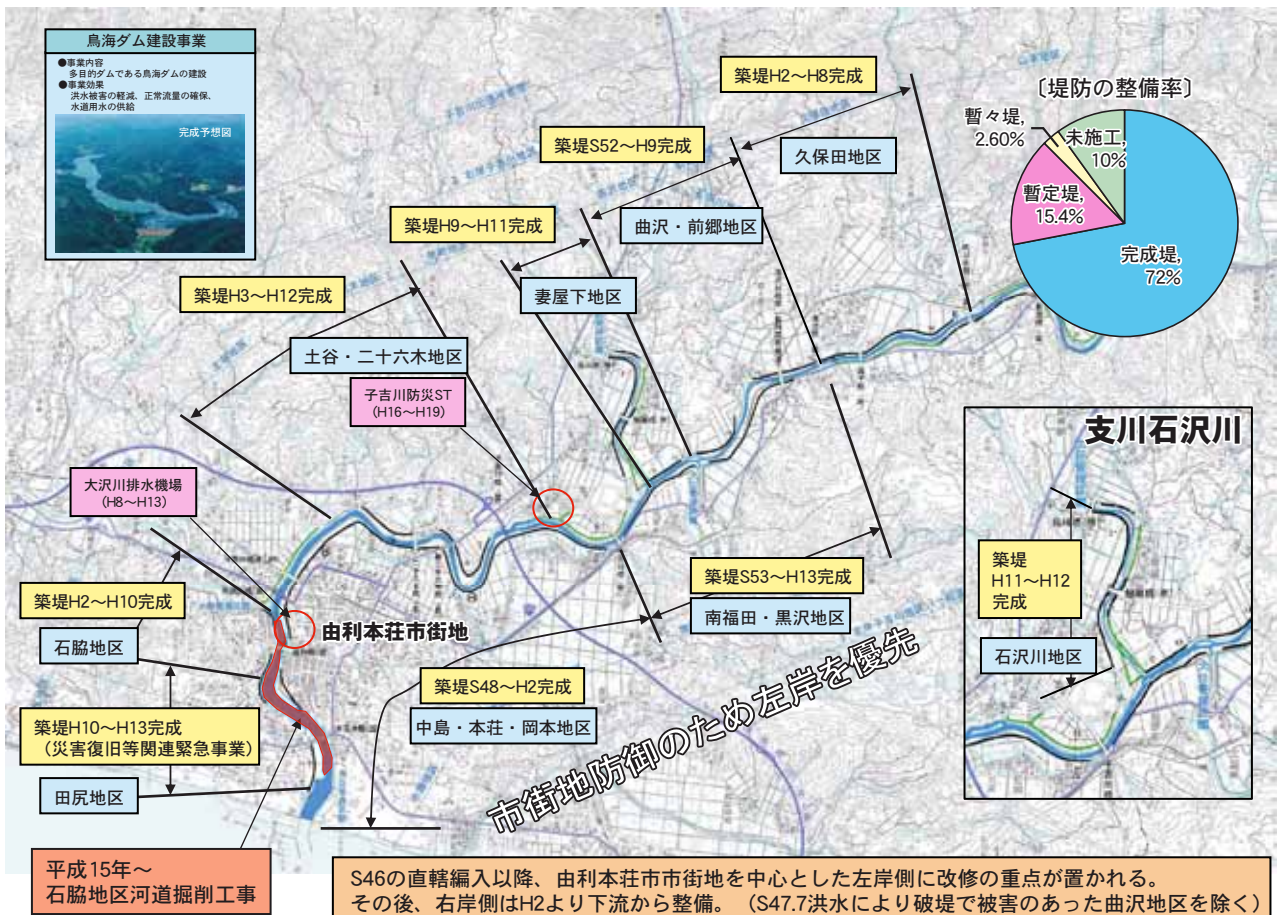 鳥海ダム建設事業
●事業内容
多目的ダムである鳥海ダムの建設
●事業効果
洪水被害の軽減、正常流量の確保、
水道用水の供給
完成予想図
築堤H2〜H8完成
久保田地区
〔堤防の整備率〕
暫々堤,
2.60%
未施工,
10%
暫定堤,
15.4%
完成堤,
72%
築堤S52〜H9完成
曲沢・前郷地区
築堤H9〜H11完成
妻屋下地区
築堤H3〜H12完成
土谷・二十六木地区
子吉川防災ST
(H16〜H19)
大沢川排水機場
(H8〜H13)
築堤H2〜H10完成
石脇地区
由利本荘市街地
築堤H10〜H13完成
（災害復旧等関連緊急事業）
田尻地区
築堤S53〜H13完成
南福田・黒沢地区
築堤S48〜H2完成
中島・本荘・岡本地区
市街地防御のため左岸を優先
支川石沢川
築堤
H11〜H12
完成
石沢川地区
平成15年〜
石脇地区河道掘削工事
S46の直轄編入以降、由利本荘市市街地を中心とした左岸側に改修の重点が置かれる。
その後、右岸側はH2より下流から整備。（S47.7洪水により破堤で被害のあった曲沢地区を除く）